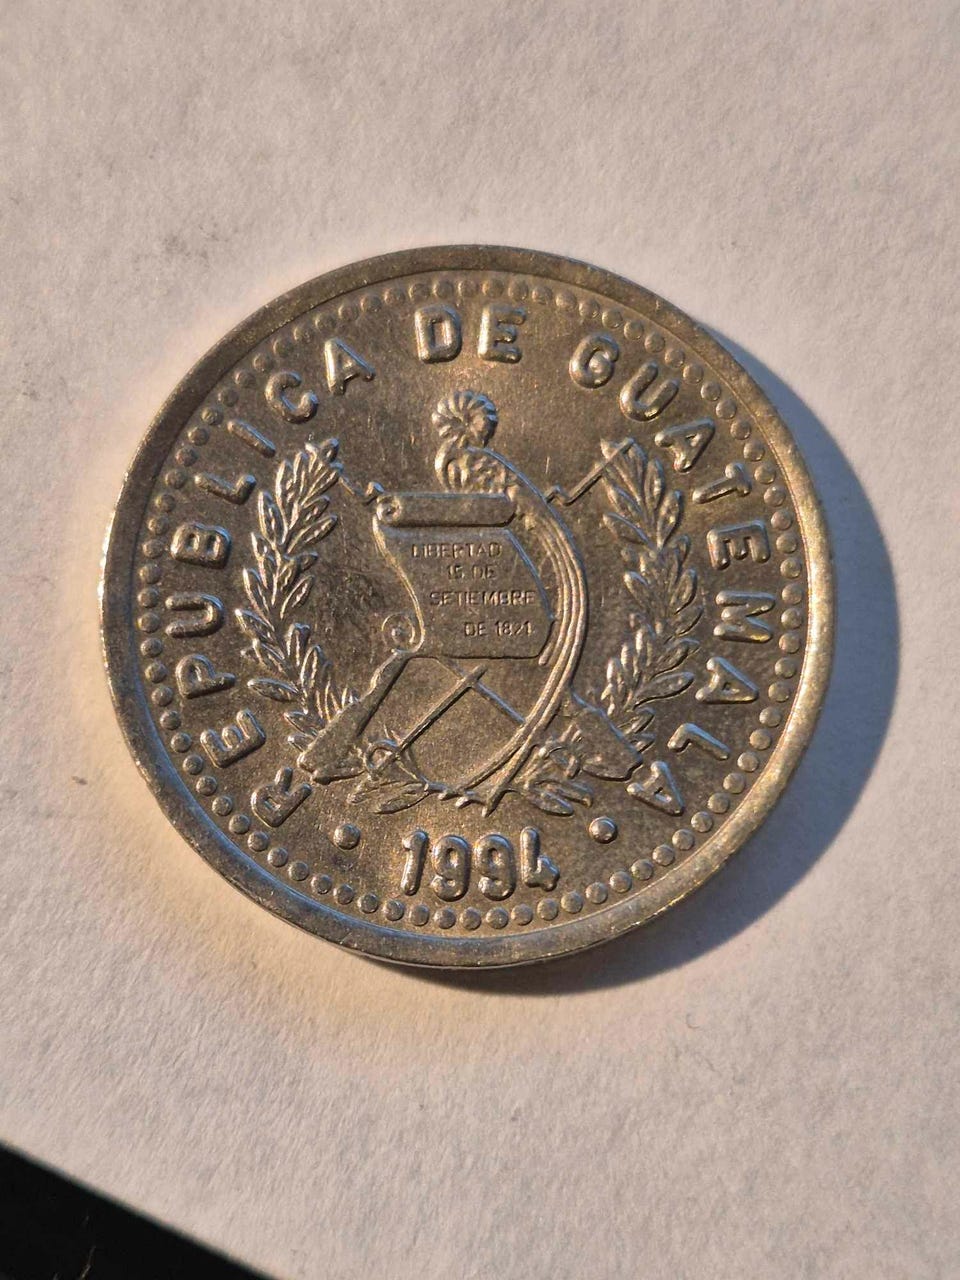 REPUBLICA DE GUATEMALA
LIBERTAD
15 DE
SETIEMBRE
DE 1821
• 1994 •